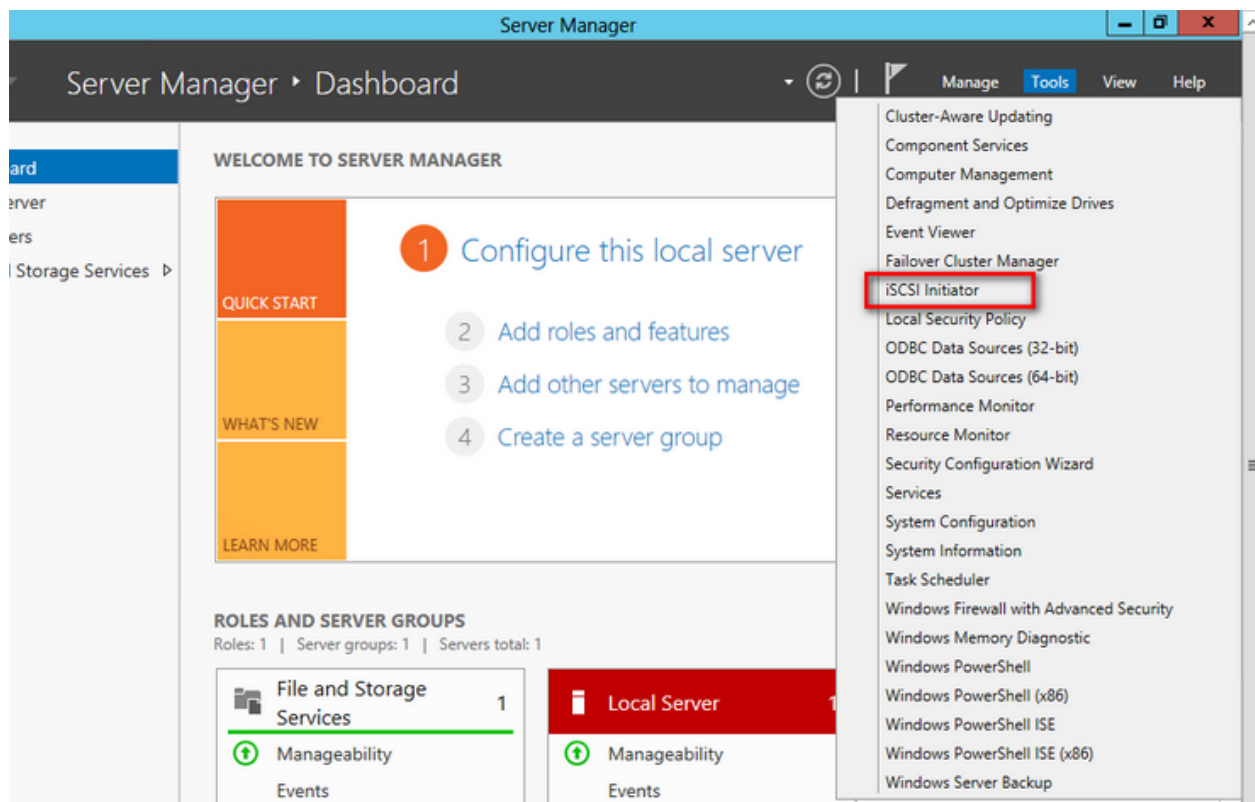 Server Manager
Server Manager Dashboard
Manage Tools View Help
ard
erver
ers
Storage Services
WELCOME TO SERVER MANAGER
1 Configure this local server
QUICK START
2 Add roles and features
3 Add other servers to manage
WHAT'S NEW
4 Create a server group
LEARN MORE
ROLES AND SERVER GROUPS
Roles: 1 | Server groups: 1 | Servers total: 1
File and Storage Services 1
Manageability
Events
Local Server 1
Manageability
Events
Cluster-Aware Updating
Component Services
Computer Management
Defragment and Optimize Drives
Event Viewer
Failover Cluster Manager
iSCSI Initiator
Local Security Policy
ODBC Data Sources (32-bit)
ODBC Data Sources (64-bit)
Performance Monitor
Resource Monitor
Security Configuration Wizard
Services
System Configuration
System Information
Task Scheduler
Windows Firewall with Advanced Security
Windows Memory Diagnostic
Windows PowerShell
Windows PowerShell (x86)
Windows PowerShell ISE
Windows PowerShell ISE (x86)
Windows Server Backup